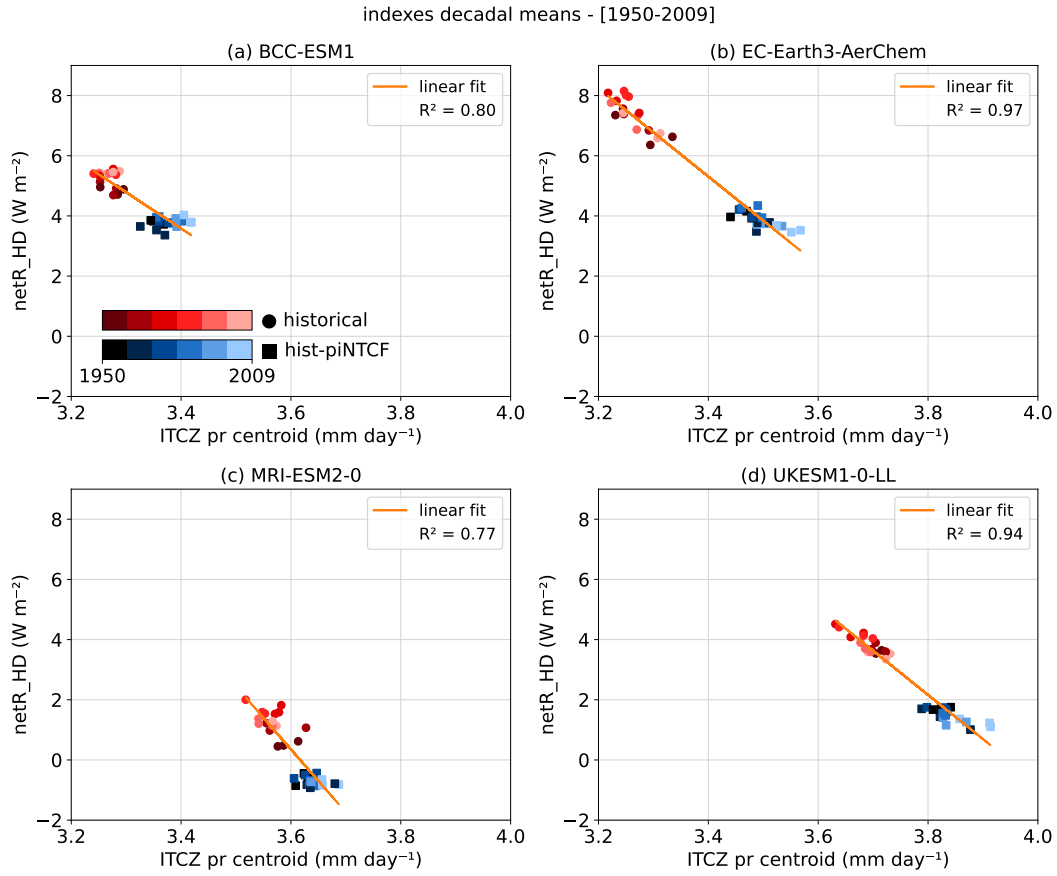 indexes decadal means - [1950-2009]
(a) BCC-ESM1
linear fit
R² = 0.80
8
6
4
2
0
−2
netR_HD (W m⁻²)
historical
hist-piNTCF
1950 2009
3.2 3.4 3.6 3.8 4.0
ITCZ pr centroid (mm day⁻¹)
(b) EC-Earth3-AerChem
linear fit
R² = 0.97
8
6
4
2
0
−2
netR_HD (W m⁻²)
3.2 3.4 3.6 3.8 4.0
ITCZ pr centroid (mm day⁻¹)
(c) MRI-ESM2-0
linear fit
R² = 0.77
8
6
4
2
0
−2
netR_HD (W m⁻²)
3.2 3.4 3.6 3.8 4.0
ITCZ pr centroid (mm day⁻¹)
(d) UKESM1-0-LL
linear fit
R² = 0.94
8
6
4
2
0
−2
netR_HD (W m⁻²)
3.2 3.4 3.6 3.8 4.0
ITCZ pr centroid (mm day⁻¹)